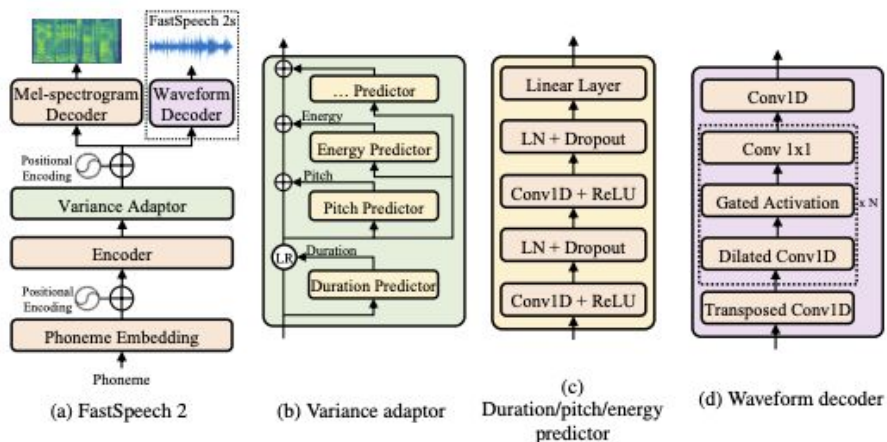 FastSpeech 2s
Mel-spectrogram
Decoder
Waveform
Decoder
Positional
Encoding
Variance Adaptor
Encoder
Positional
Encoding
Phoneme Embedding
Phoneme
(a) FastSpeech 2
... Predictor
Energy
Energy Predictor
Pitch
Pitch Predictor
LR
Duration
Duration Predictor
(b) Variance adaptor
Linear Layer
LN + Dropout
Conv1D + ReLU
LN + Dropout
Conv1D + ReLU
(c)
Duration/pitch/energy
predictor
Conv1D
Conv 1x1
Gated Activation
x N
Dilated Conv1D
Transposed Conv1D
(d) Waveform decoder